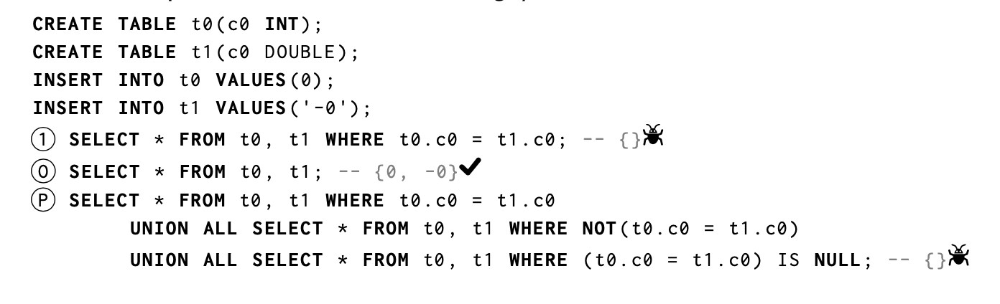 CREATE TABLE t0(c0 INT);
CREATE TABLE t1(c0 DOUBLE);
INSERT INTO t0 VALUES(0);
INSERT INTO t1 VALUES('-0');
① SELECT * FROM t0, t1 WHERE t0.c0 = t1.c0; -- {}
Ⓞ SELECT * FROM t0, t1; -- {0, -0}✔
Ⓟ SELECT * FROM t0, t1 WHERE t0.c0 = t1.c0
UNION ALL SELECT * FROM t0, t1 WHERE NOT(t0.c0 = t1.c0)
UNION ALL SELECT * FROM t0, t1 WHERE (t0.c0 = t1.c0) IS NULL; -- {}